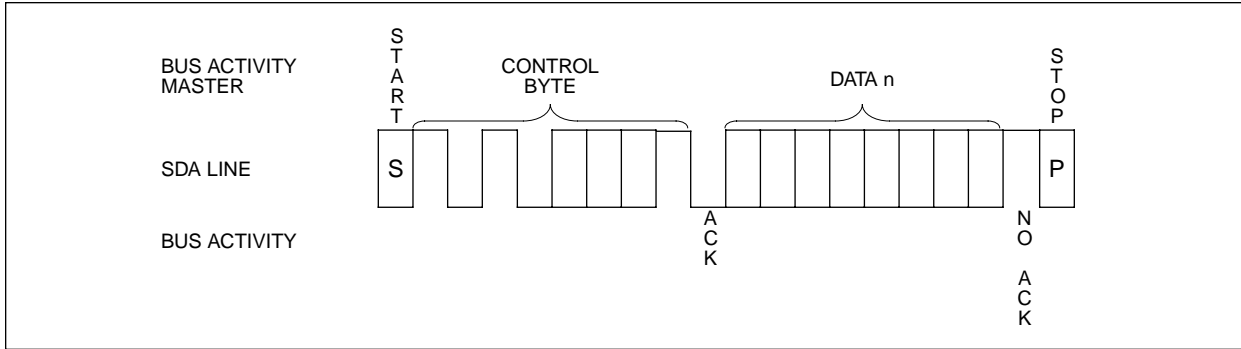 BUS ACTIVITY
MASTER
START
CONTROL
BYTE
DATA n
STOP
SDA LINE
S
P
BUS ACTIVITY
ACK
NO ACK